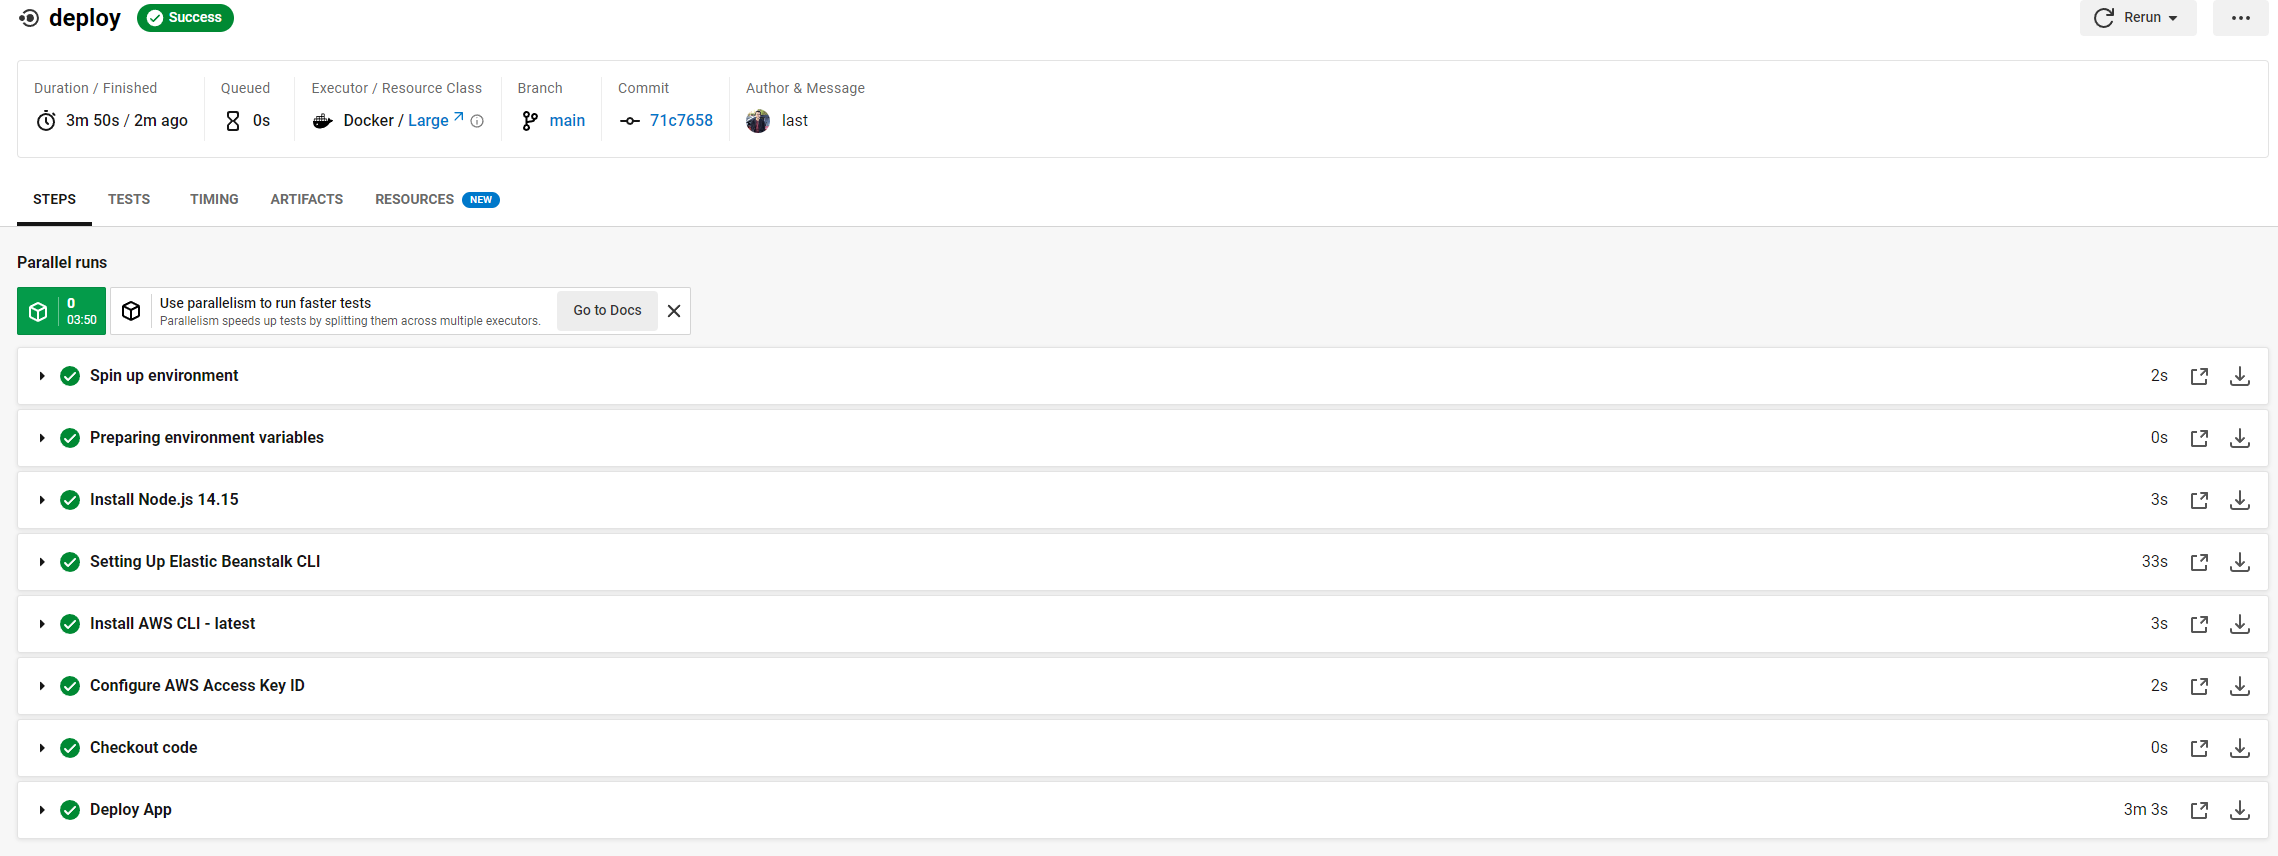 deploy
Success
Rerun
Duration / Finished
Queued
Executor / Resource Class
Branch
Commit
Author & Message
3m 50s / 2m ago
0s
Docker / Large
main
71c7658
last
STEPS
TESTS
TIMING
ARTIFACTS
RESOURCES
NEW
Parallel runs
0
03:50
Use parallelism to run faster tests
Parallelism speeds up tests by splitting them across multiple executors.
Go to Docs
Spin up environment
2s
Preparing environment variables
0s
Install Node.js 14.15
3s
Setting Up Elastic Beanstalk CLI
33s
Install AWS CLI - latest
3s
Configure AWS Access Key ID
2s
Checkout code
0s
Deploy App
3m 3s